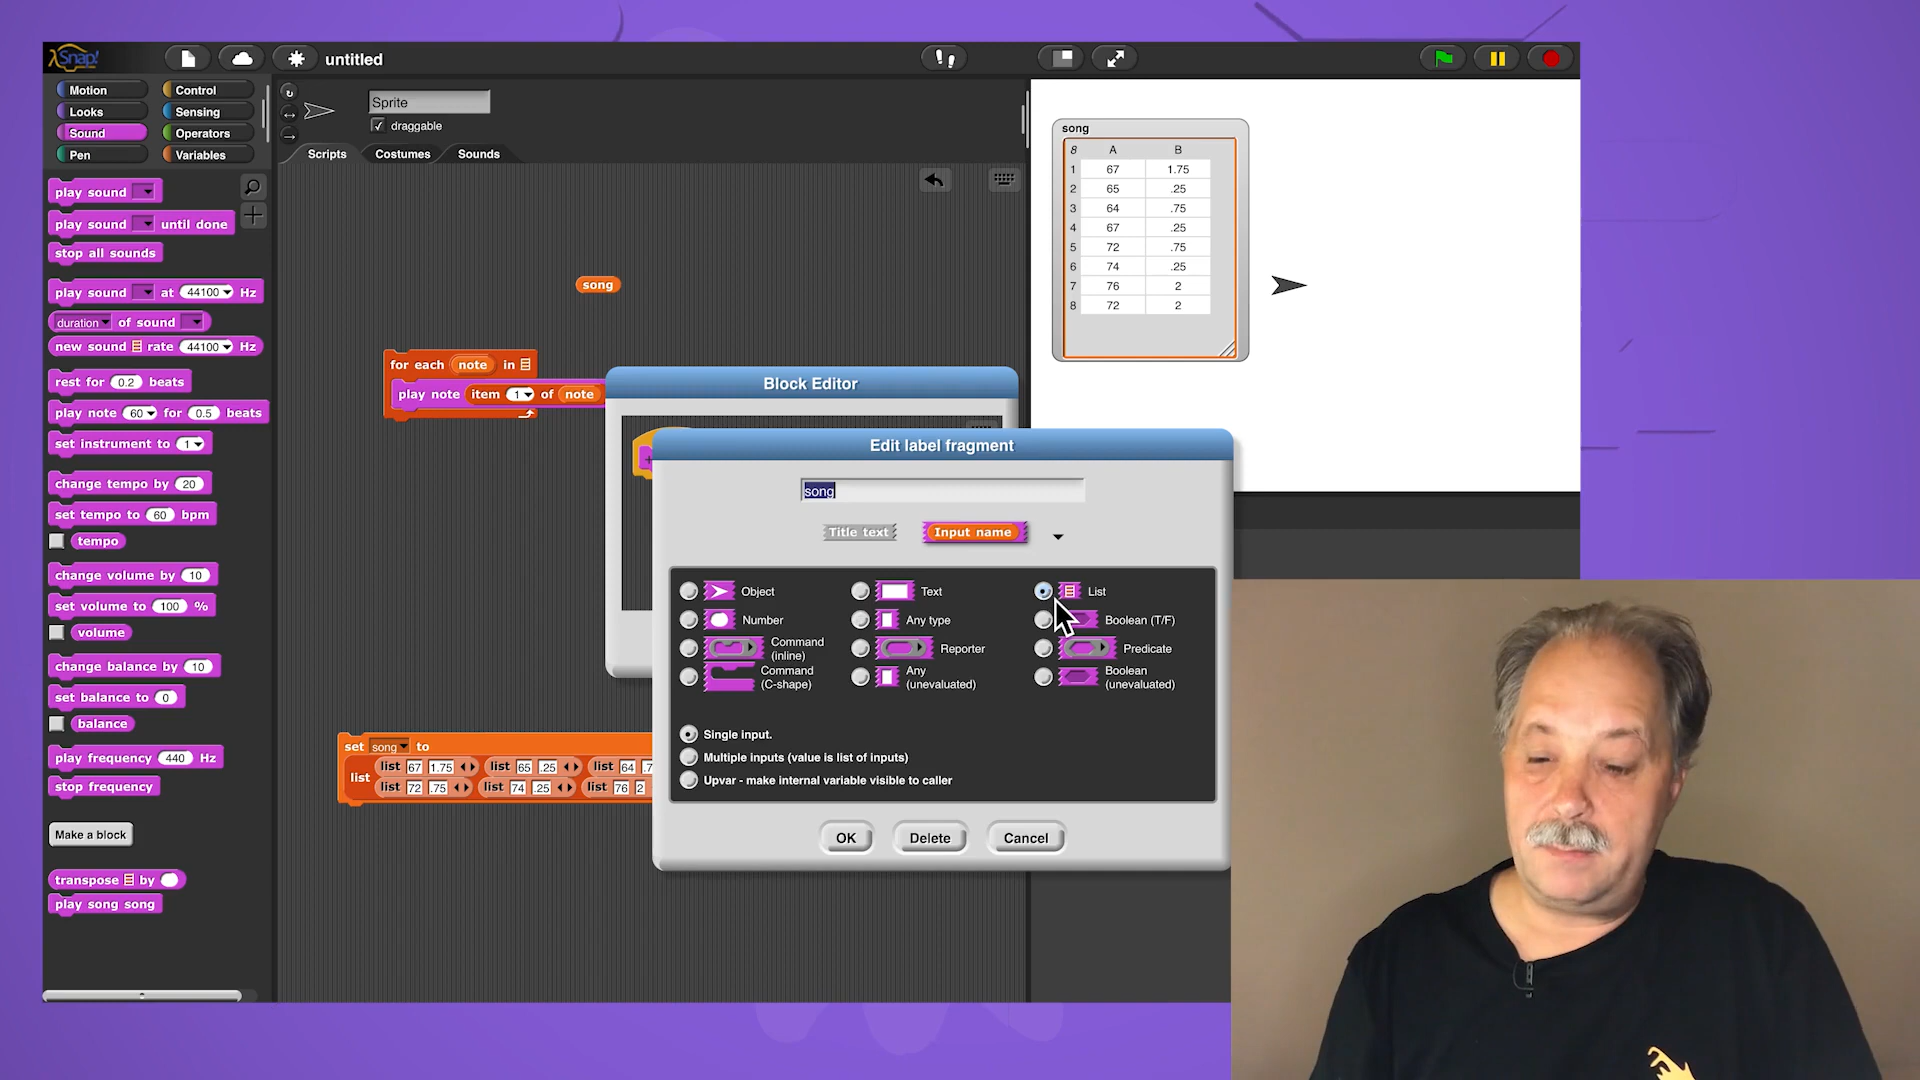 Snap!
untitled
Motion
Control
Looks
Sensing
Sound
Operators
Pen
Variables
Sprite
draggable
Scripts
Costumes
Sounds
play sound
play sound until done
stop all sounds
play sound at 44100 Hz
duration of sound
new sound rate 44100 Hz
rest for 0.2 beats
play note 60 for 0.5 beats
set instrument to 1
change tempo by 20
set tempo to 60 bpm
tempo
change volume by 10
set volume to 100 %
volume
change balance by 10
set balance to 0
balance
play frequency 440 Hz
stop frequency
Make a block
transpose by
play song song
song
for each note in
play note item 1 of note
set song to
list
list 67 1.75 list 65 .25 list 64 .7
list 72 .75 list 74 .25 list 76 2
Block Editor
Edit label fragment
song
Title text
Input name
Object
Text
List
Number
Any type
Boolean (T/F)
Command
(inline)
Reporter
Predicate
Command
(C-shape)
Any
(unevaluated)
Boolean
(unevaluated)
Single input.
Multiple inputs (value is list of inputs)
Upvar - make internal variable visible to caller
OK
Delete
Cancel
song
8 A B
1 67 1.75
2 65 .25
3 64 .75
4 67 .25
5 72 .75
6 74 .25
7 76 2
8 72 2